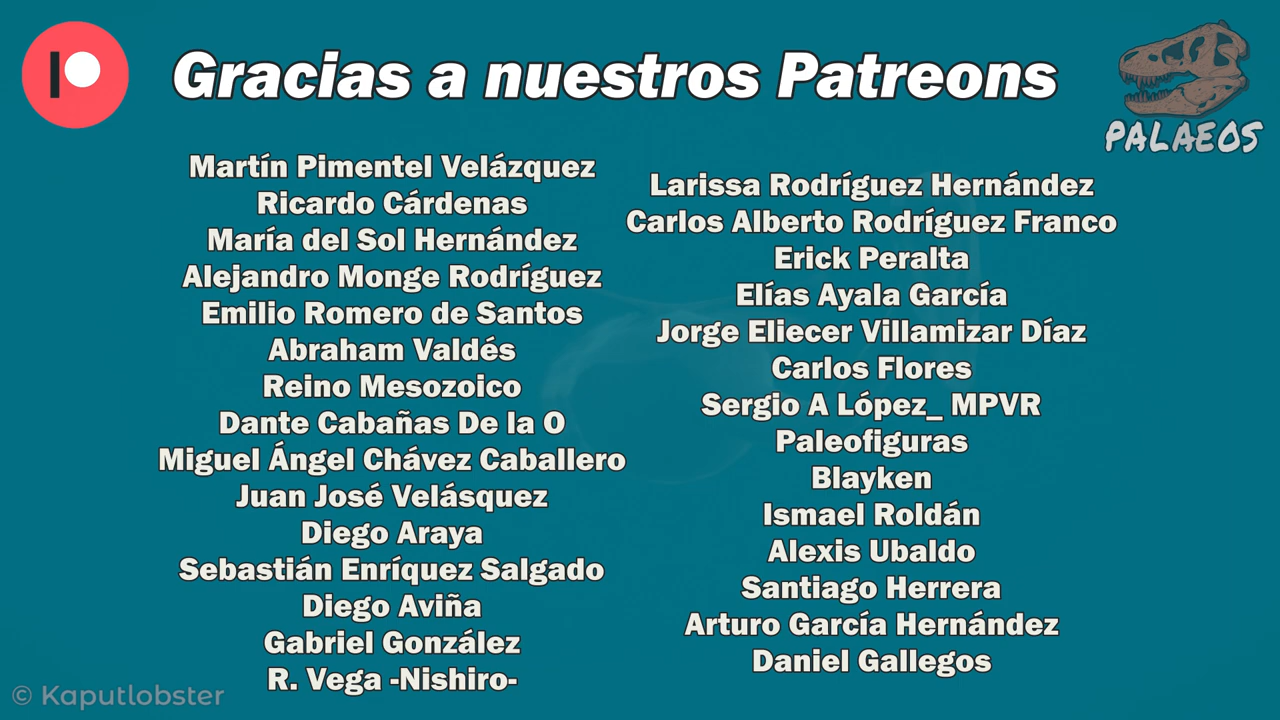 Gracias a nuestros Patreons
PALAEOS
Martín Pimentel Velázquez
Ricardo Cárdenas
María del Sol Hernández
Alejandro Monge Rodríguez
Emilio Romero de Santos
Abraham Valdés
Reino Mesozoico
Dante Cabañas De la O
Miguel Ángel Chávez Caballero
Juan José Velásquez
Diego Araya
Sebastián Enríquez Salgado
Diego Aviña
Gabriel González
R. Vega -Nishiro-
Larissa Rodríguez Hernández
Carlos Alberto Rodríguez Franco
Erick Peralta
Elías Ayala García
Jorge Eliecer Villamizar Díaz
Carlos Flores
Sergio A López_ MPVR
Paleofiguras
Blayken
Ismael Roldán
Alexis Ubaldo
Santiago Herrera
Arturo García Hernández
Daniel Gallegos
© Kaputlobster